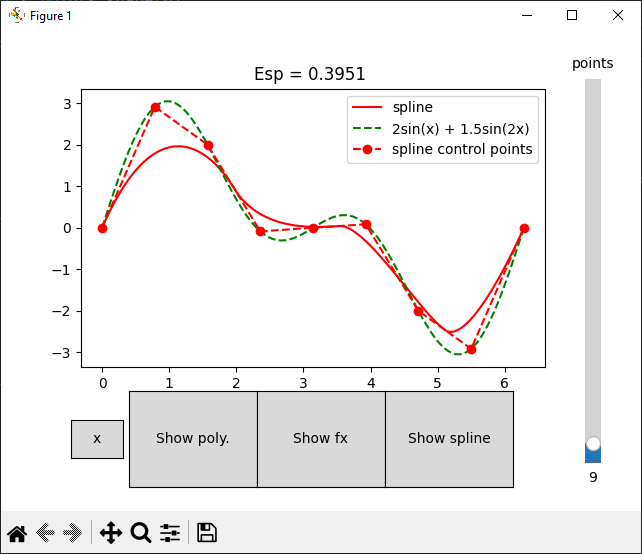 Figure 1
points
Esp = 0.3951
spline
2sin(x) + 1.5sin(2x)
spline control points
3
2
1
0
−1
−2
−3
0 1 2 3 4 5 6
x
Show poly.
Show fx
Show spline
9